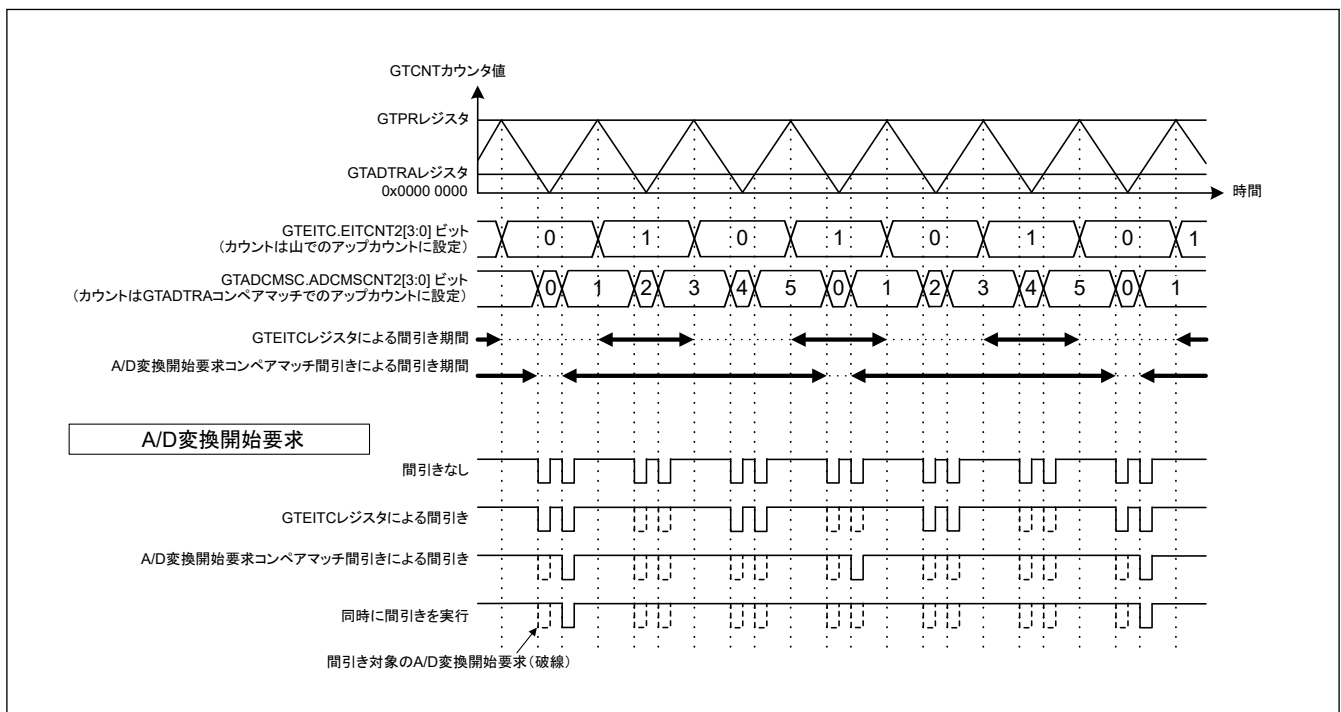 GTCNTカウンタ値
GTPRレジスタ
GTADTRAレジスタ
0x0000 0000
時間
GTEITC.EITCNT2[3:0] ビット
(カウントは山でのアップカウントに設定)
0 1 0 1 0 1 0 1
GTADCMSC.ADCMSCNT2[3:0] ビット
(カウントはGTADTRAコンペアマッチでのアップカウントに設定)
0 1 2 3 4 5 0 1 2 3 4 5 0 1
GTEITCレジスタによる間引き期間
A/D変換開始要求コンペアマッチ間引きによる間引き期間
A/D変換開始要求
間引きなし
GTEITCレジスタによる間引き
A/D変換開始要求コンペアマッチ間引きによる間引き
同時に間引きを実行
間引き対象のA/D変換開始要求(破線)